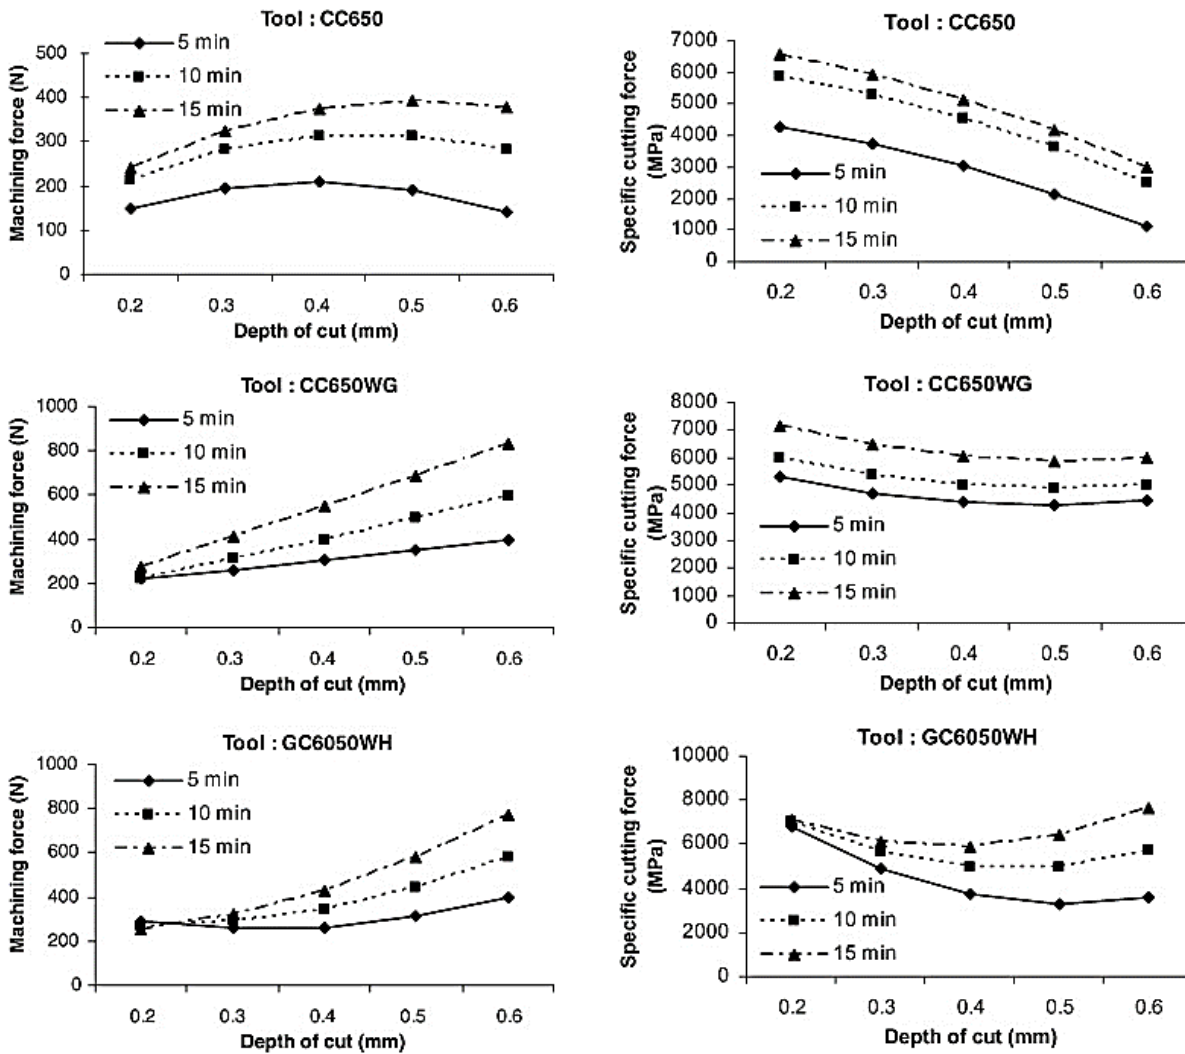 Tool : CC650
Machining force (N)
500
400
300
200
100
0
5 min
10 min
15 min
0.2 0.3 0.4 0.5 0.6
Depth of cut (mm)
Tool : CC650
Specific cutting force
(MPa)
7000
6000
5000
4000
3000
2000
1000
0
5 min
10 min
15 min
0.2 0.3 0.4 0.5 0.6
Depth of cut (mm)
Tool : CC650WG
Machining force (N)
1000
800
600
400
200
0
5 min
10 min
15 min
0.2 0.3 0.4 0.5 0.6
Depth of cut (mm)
Tool : CC650WG
Specific cutting force
(MPa)
8000
7000
6000
5000
4000
3000
2000
1000
0
5 min
10 min
15 min
0.2 0.3 0.4 0.5 0.6
Depth of cut (mm)
Tool : GC6050WH
Machining force (N)
1000
800
600
400
200
0
5 min
10 min
15 min
0.2 0.3 0.4 0.5 0.6
Depth of cut (mm)
Tool : GC6050WH
Specific cutting force
(MPa)
10000
8000
6000
4000
2000
0
5 min
10 min
15 min
0.2 0.3 0.4 0.5 0.6
Depth of cut (mm)